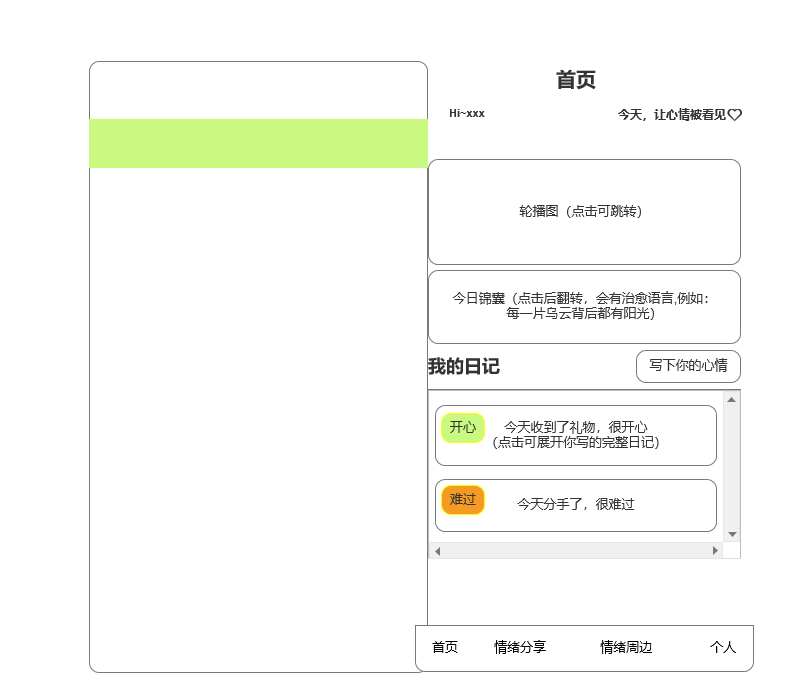 首页
Hi~xxx
今天，让心情被看见♡
轮播图（点击可跳转）
今日锦囊（点击后翻转，会有治愈语言,例如：
每一片乌云背后都有阳光）
我的日记
写下你的心情
开心
今天收到了礼物，很开心
（点击可展开你写的完整日记）
难过
今天分手了，很难过
首页 情绪分享 情绪周边 个人